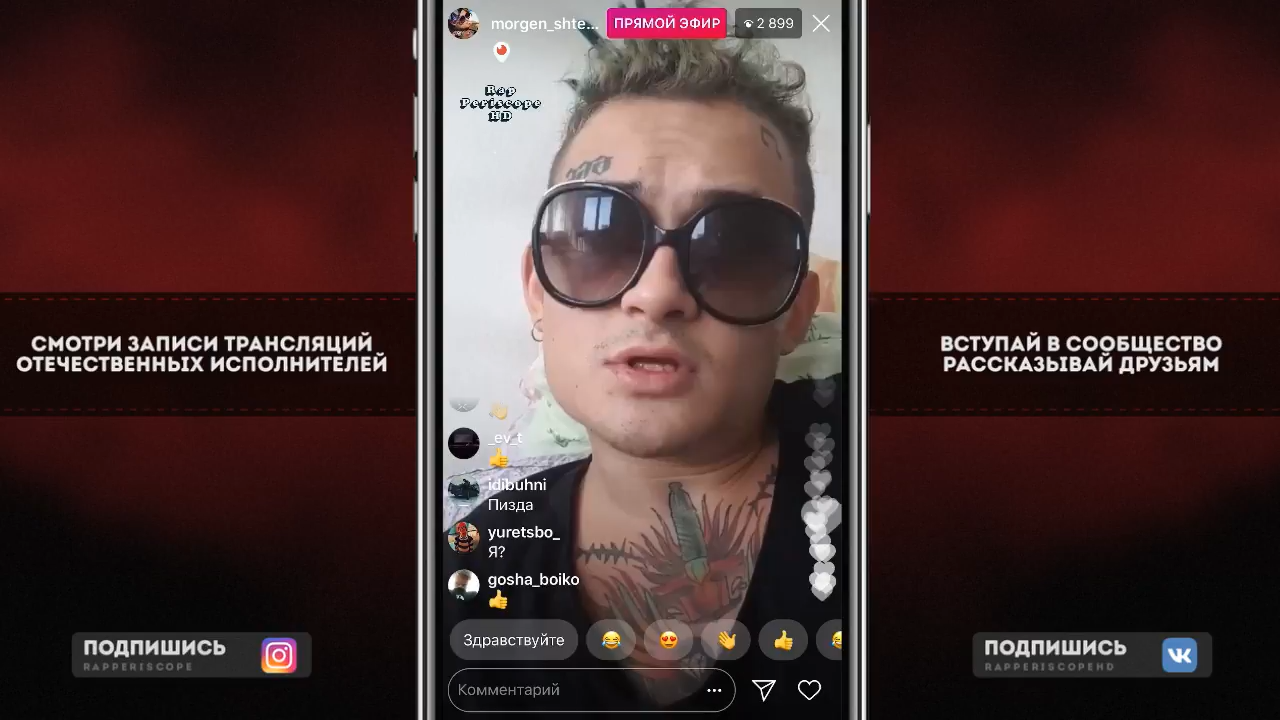 morgen_shte...
ПРЯМОЙ ЭФИР
2 899
Rap
Periscope
HD
СМОТРИ ЗАПИСИ ТРАНСЛЯЦИЙ
ОТЕЧЕСТВЕННЫХ ИСПОЛНИТЕЛЕЙ
ВСТУПАЙ В СООБЩЕСТВО
РАССКАЗЫВАЙ ДРУЗЬЯМ
_ev_t
idibuhni
Пизда
yuretsbo_
Я?
gosha_boiko
Здравствуйте
Комментарий
ПОДПИШИСЬ
RAPPERISCOPE
ПОДПИШИСЬ
RAPPERISCOPEHD